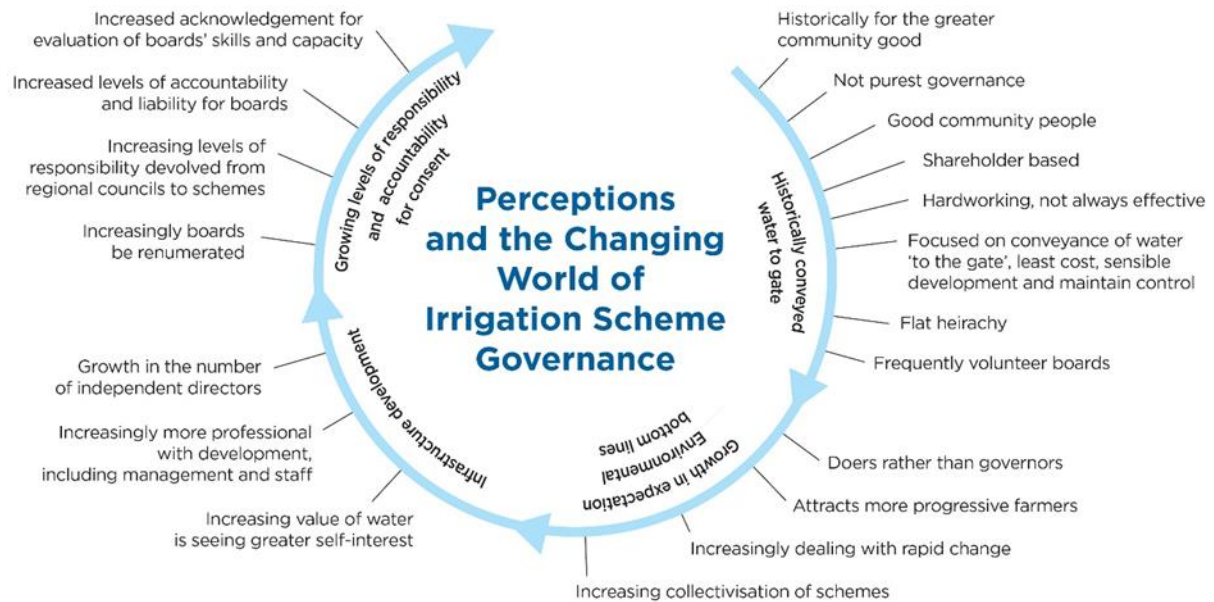 Perceptions
and the Changing
World of
Irrigation Scheme
Governance
Historically for the greater
community good
Not purest governance
Good community people
Shareholder based
Hardworking, not always effective
Focused on conveyance of water
‘to the gate’, least cost, sensible
development and maintain control
Flat heirachy
Frequently volunteer boards
Historically conveyed
water to gate
Doers rather than governors
Attracts more progressive farmers
Increasingly dealing with rapid change
Increasing collectivisation of schemes
Growth in expectation
Environmental
bottom lines
Increasing value of water
is seeing greater self-interest
Increasingly more professional
with development,
including management and staff
Growth in the number
of independent directors
Infrastructure development
Increasingly boards
be renumerated
Increasing levels of
responsibility devolved from
regional councils to schemes
Increased levels of accountability
and liability for boards
Increased acknowledgement for
evaluation of boards’ skills and capacity
Growing levels of responsibility
and accountability
for consent